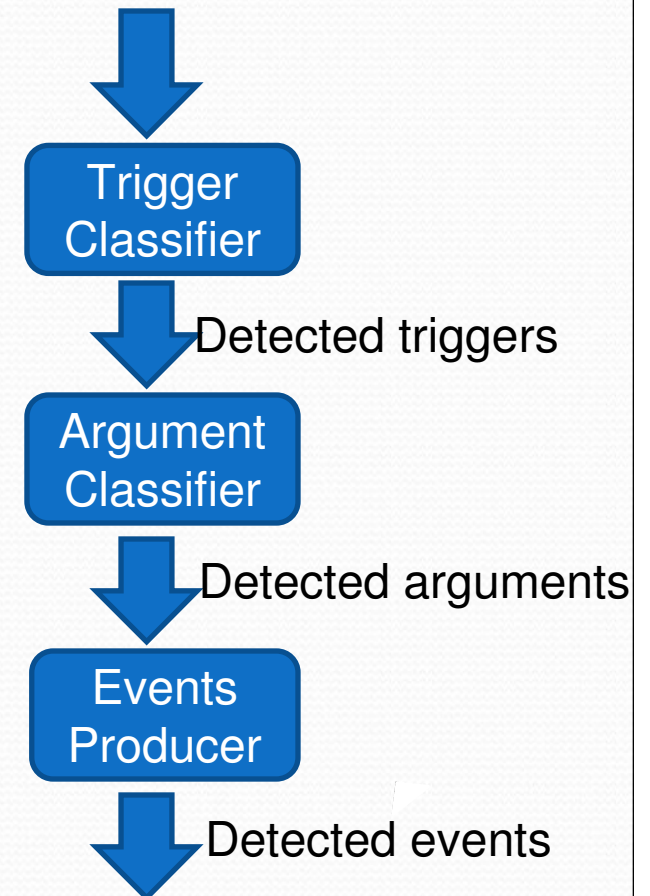 Trigger
Classifier
Detected triggers
Argument
Classifier
Detected arguments
Events
Producer
Detected events